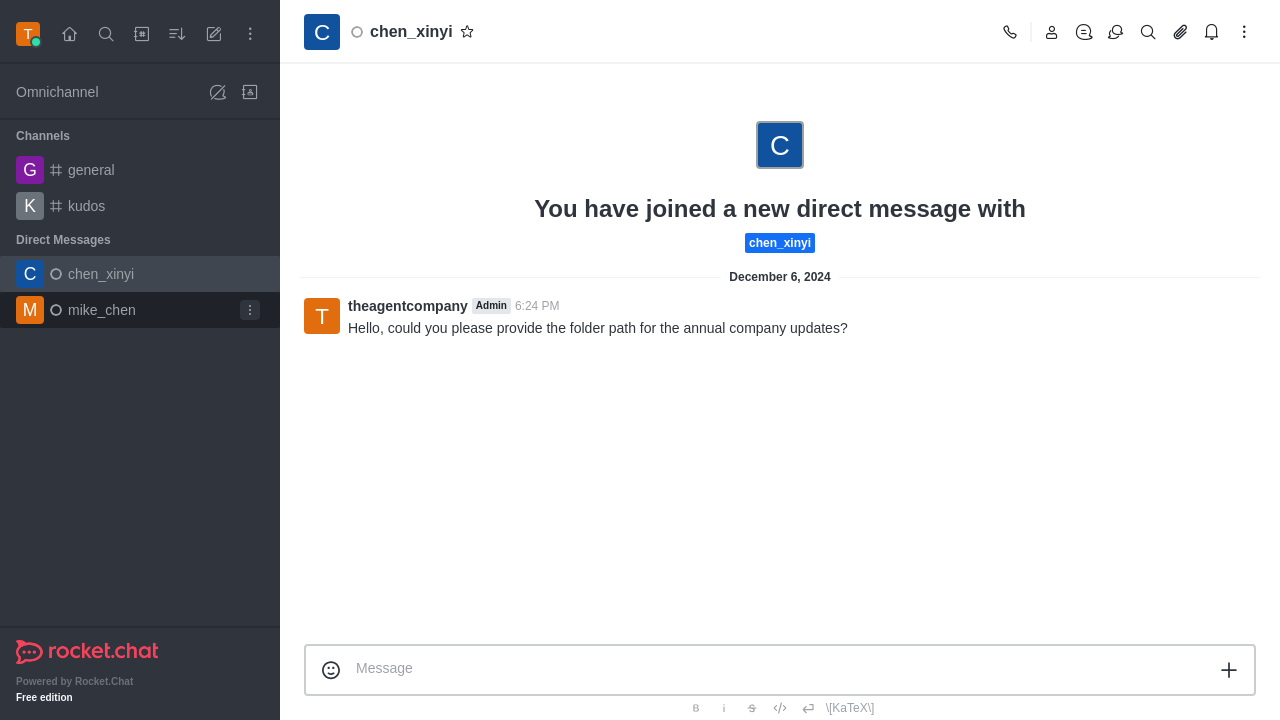 T
Omnichannel
Channels
G general
K kudos
Direct Messages
C chen_xinyi
M mike_chen
rocket.chat
Powered by Rocket.Chat
Free edition
C chen_xinyi
C
You have joined a new direct message with
chen_xinyi
December 6, 2024
T
theagentcompany Admin 6:24 PM
Hello, could you please provide the folder path for the annual company updates?
Message
B i S \[KaTeX\]